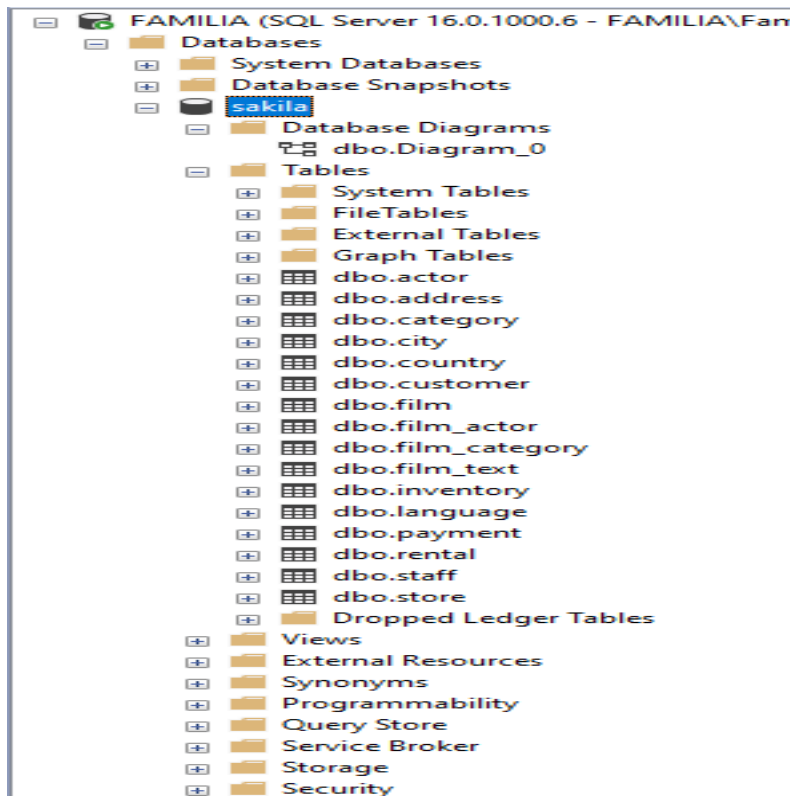 FAMILIA (SQL Server 16.0.1000.6 - FAMILIA\Fam
Databases
System Databases
Database Snapshots
sakila
Database Diagrams
dbo.Diagram_0
Tables
System Tables
FileTables
External Tables
Graph Tables
dbo.actor
dbo.address
dbo.category
dbo.city
dbo.country
dbo.customer
dbo.film
dbo.film_actor
dbo.film_category
dbo.film_text
dbo.inventory
dbo.language
dbo.payment
dbo.rental
dbo.staff
dbo.store
Dropped Ledger Tables
Views
External Resources
Synonyms
Programmability
Query Store
Service Broker
Storage
Security